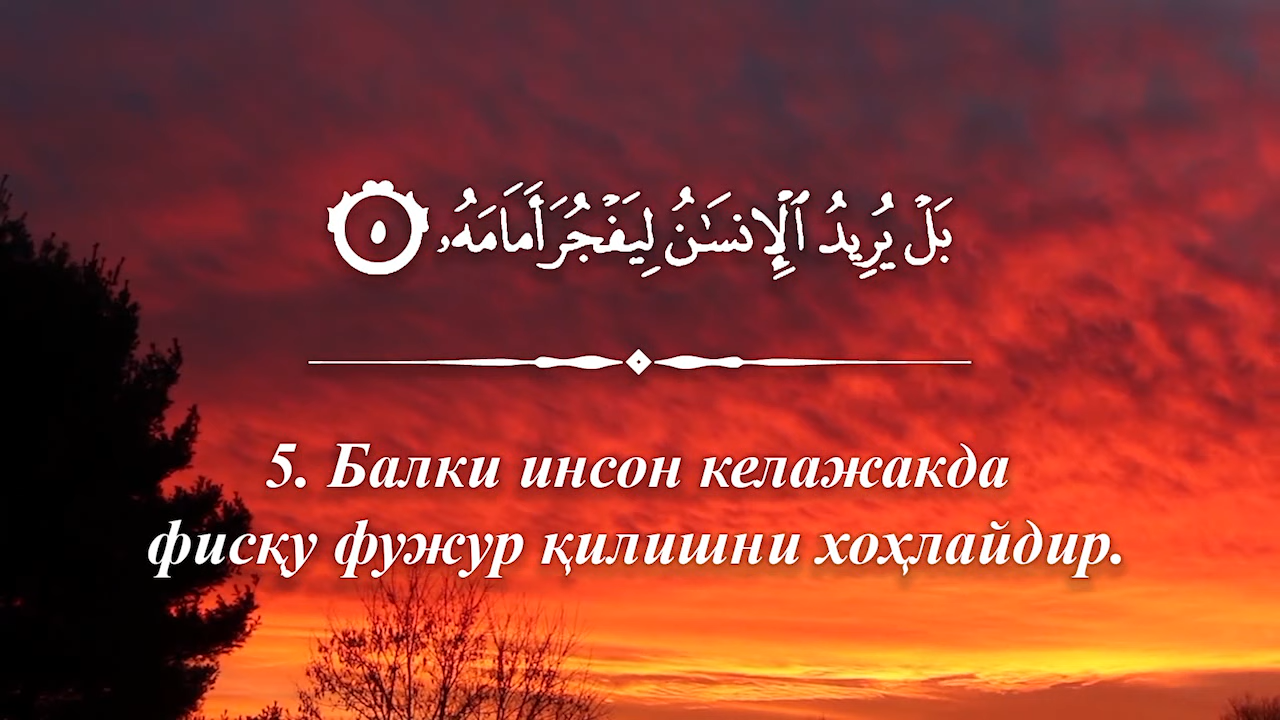 بَلْ يُرِيدُ ٱلْإِنسَـٰنُ لِيَفْجُرَ أَمَامَهُۥ ٥
5. Балки инсон келажакда
фисқу фужур қилишни хоҳлайдир.